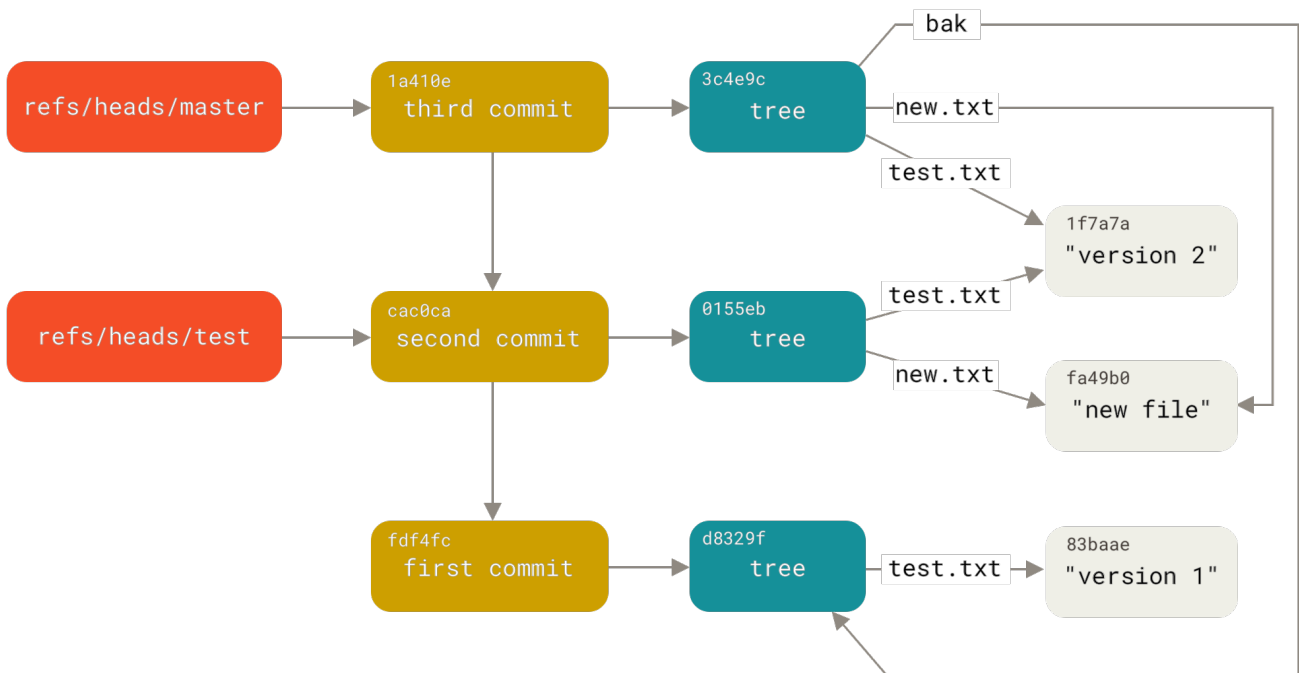 bak
1a410e
3c4e9c
refs/heads/master
third commit
tree
new.txt
test.txt
1f7a7a
"version 2"
test.txt
cac0ca
0155eb
refs/heads/test
second commit
tree
new.txt
fa49b0
"new file"
fdf4fc
d8329f
83baae
first commit
tree
test.txt
"version 1"